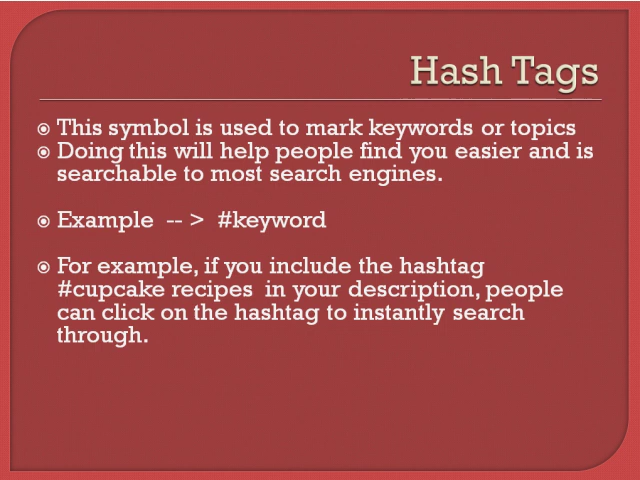 Hash Tags
This symbol is used to mark keywords or topics
Doing this will help people find you easier and is
searchable to most search engines.
Example -- > #keyword
For example, if you include the hashtag
#cupcake recipes in your description, people
can click on the hashtag to instantly search
through.